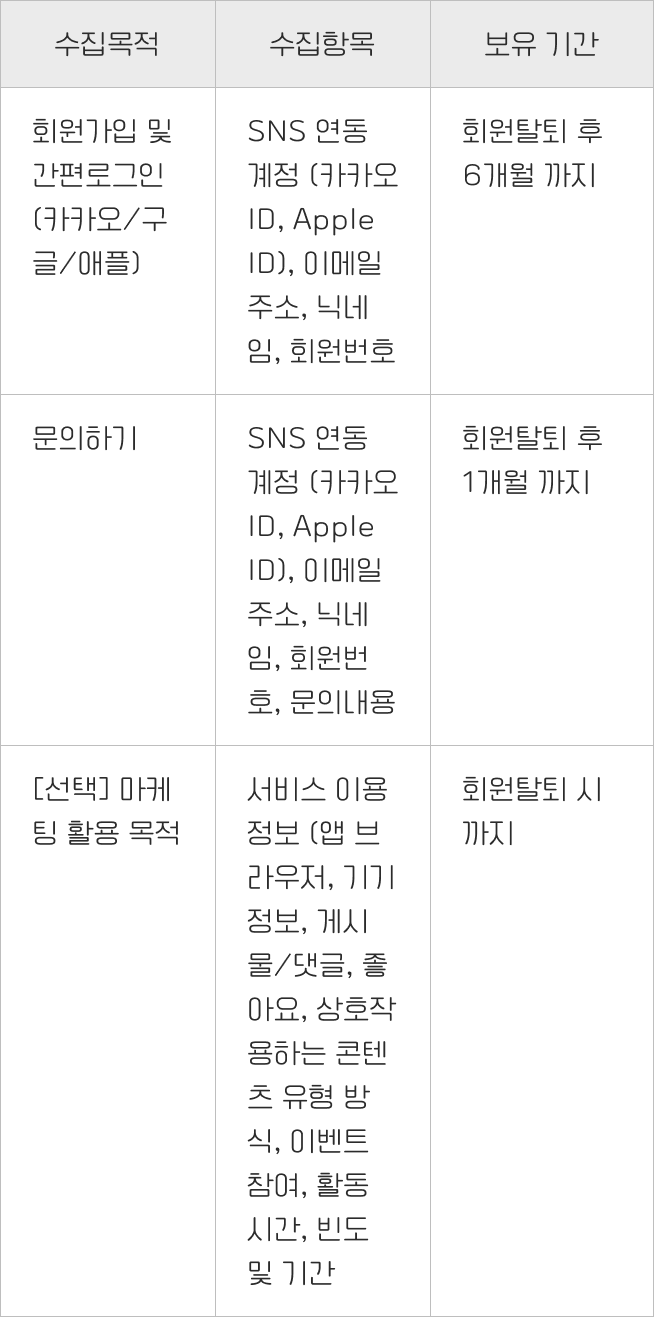 수집목적
수집항목
보유 기간
회원가입 및
간편로그인
(카카오/구
글/애플)
SNS 연동
계정 (카카오
ID, Apple
ID), 이메일
주소, 닉네
임, 회원번호
회원탈퇴 후
6개월 까지
문의하기
SNS 연동
계정 (카카오
ID, Apple
ID), 이메일
주소, 닉네
임, 회원번
호, 문의내용
회원탈퇴 후
1개월 까지
[선택] 마케
팅 활용 목적
서비스 이용
정보 (앱 브
라우저, 기기
정보, 게시
물/댓글, 좋
아요, 상호작
용하는 콘텐
츠 유형 방
식, 이벤트
참여, 활동
시간, 빈도
및 기간
회원탈퇴 시
까지